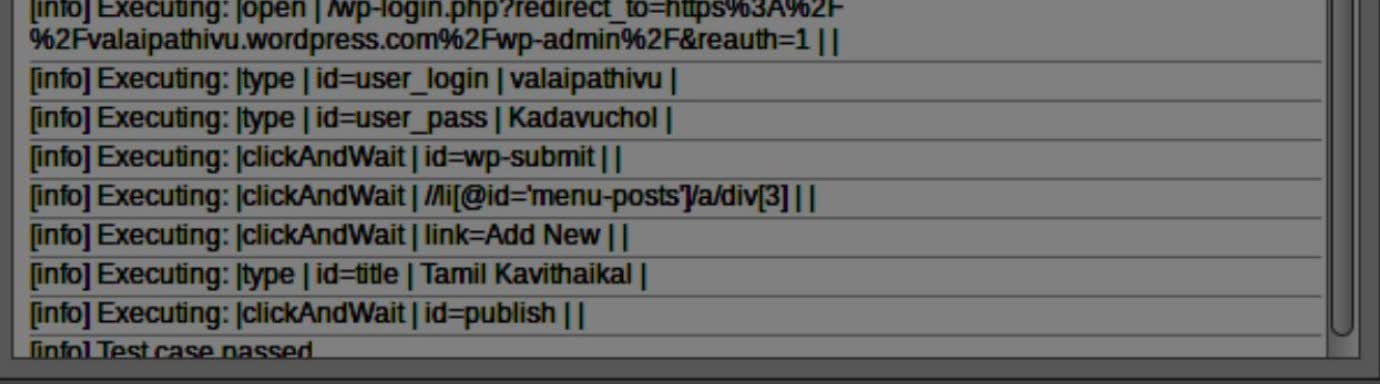 [info] Executing: |open | /wp-login.php?redirect_to=https%3A%2F
%2Fvalaipathivu.wordpress.com%2Fwp-admin%2F&reauth=1 | |
[info] Executing: |type | id=user_login | valaipathivu |
[info] Executing: |type | id=user_pass | Kadavuchol |
[info] Executing: |clickAndWait | id=wp-submit | |
[info] Executing: |clickAndWait | //li[@id='menu-posts']/a/div[3] | |
[info] Executing: |clickAndWait | link=Add New | |
[info] Executing: |type | id=title | Tamil Kavithaikal |
[info] Executing: |clickAndWait | id=publish | |
[info] Test case passed